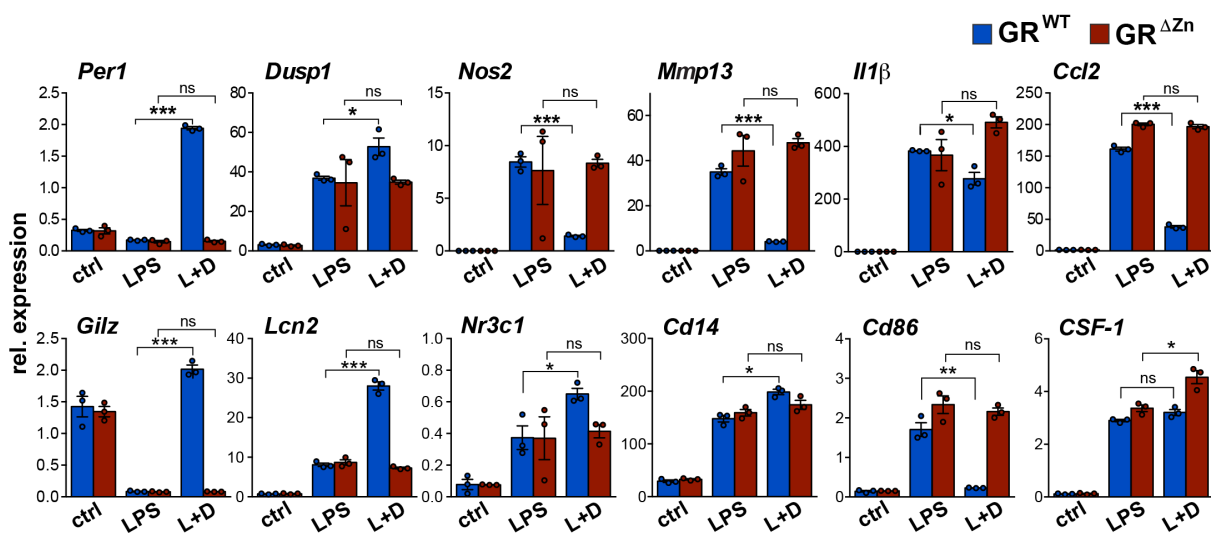 GR^WT GR^ΔZn
rel. expression
Per1
ns
***
2.5
2.0
1.5
1.0
0.5
0.0
ctrl LPS L+D
Dusp1
ns
*
80
60
40
20
0
ctrl LPS L+D
Nos2
ns
***
15
10
5
0
ctrl LPS L+D
Mmp13
ns
***
60
40
20
0
ctrl LPS L+D
Il1β
ns
*
600
400
200
0
ctrl LPS L+D
Ccl2
ns
***
250
200
150
100
50
0
ctrl LPS L+D
Gilz
ns
***
2.5
2.0
1.5
1.0
0.5
0.0
ctrl LPS L+D
Lcn2
ns
***
40
30
20
10
0
ctrl LPS L+D
Nr3c1
ns
*
1.0
0.8
0.6
0.4
0.2
0.0
ctrl LPS L+D
Cd14
ns
*
300
200
100
0
ctrl LPS L+D
Cd86
ns
**
4
3
2
1
0
ctrl LPS L+D
CSF-1
*
ns
6
4
2
0
ctrl LPS L+D